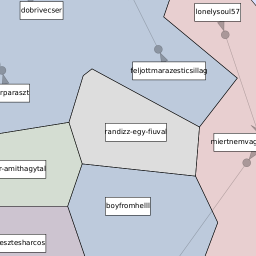 dobrivecser
lonelysoul57
feljottmarazesticsillag
rparaszt
randizz-egy-fiuval
miertnemvag
r-amithagytal
boyfromhelll
esztesharcos